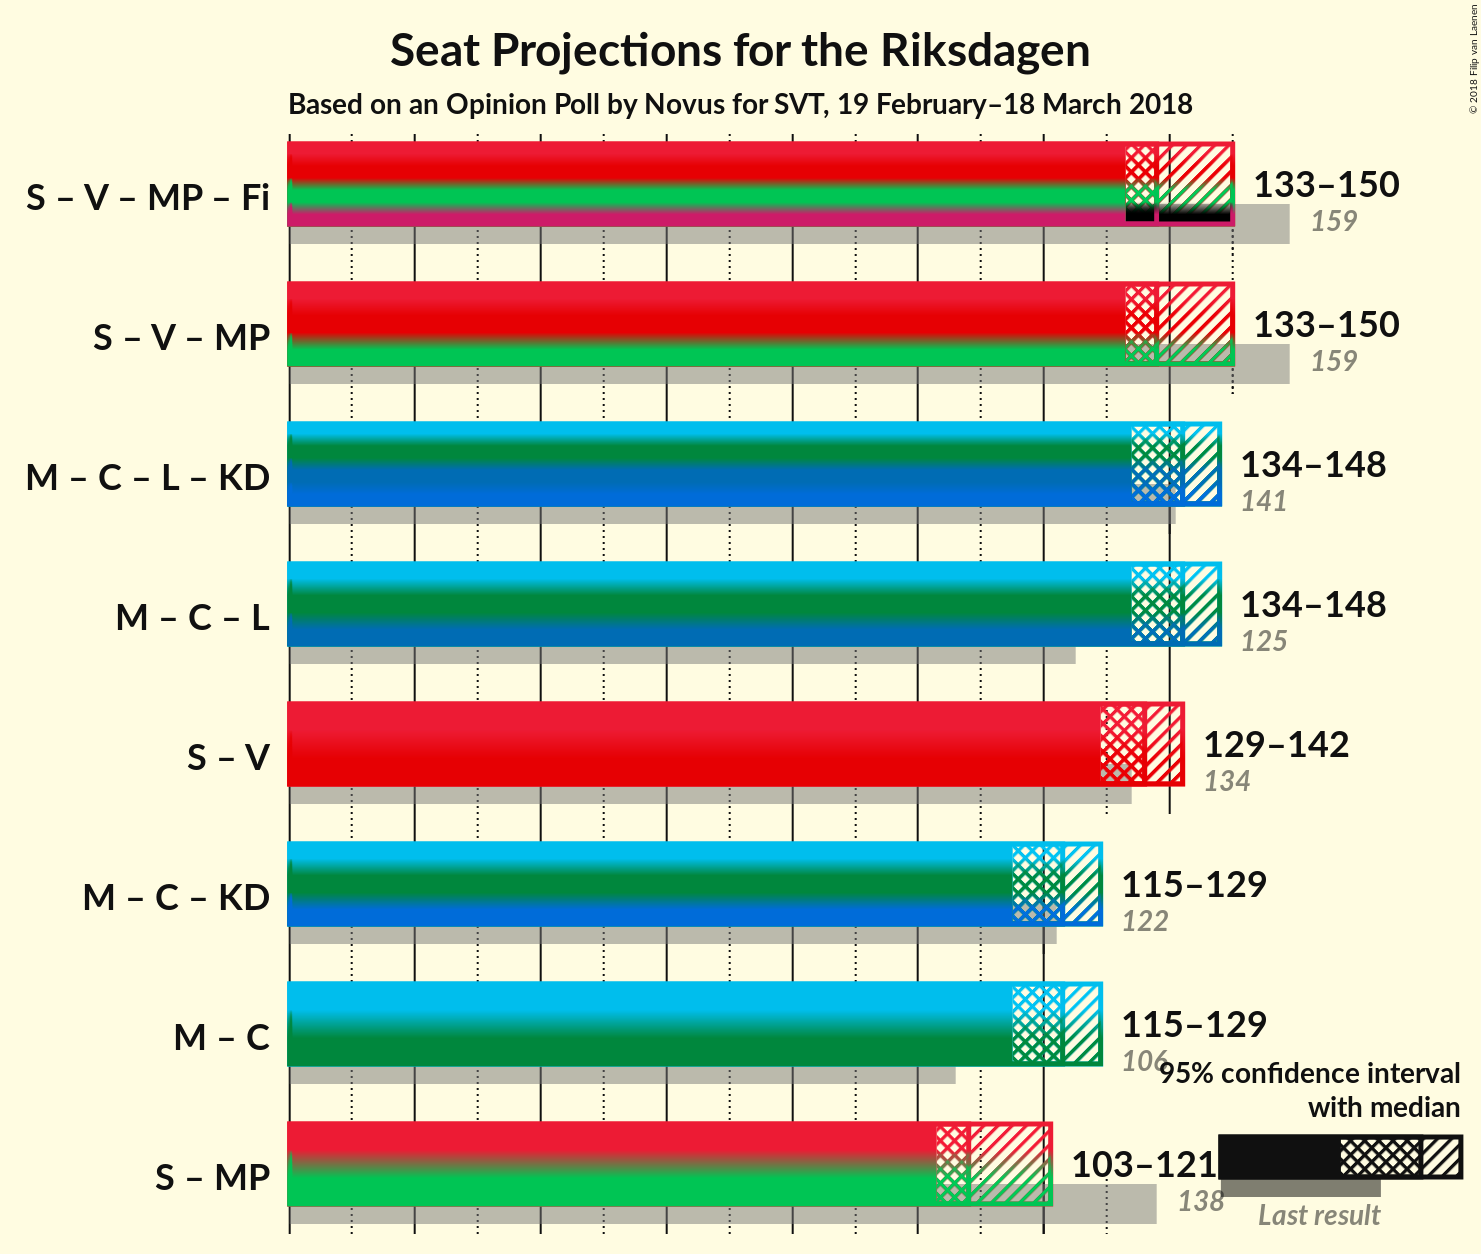 Seat Projections for the Riksdagen
Based on an Opinion Poll by Novus for SVT, 19 February–18 March 2018
© 2018 Filip van Laenen
S – V – MP – Fi
133–150
159
S – V – MP
133–150
159
M – C – L – KD
134–148
141
M – C – L
134–148
125
S – V
129–142
134
M – C – KD
115–129
122
M – C
115–129
106
95% confidence interval
with median
S – MP
103–121
138
Last result